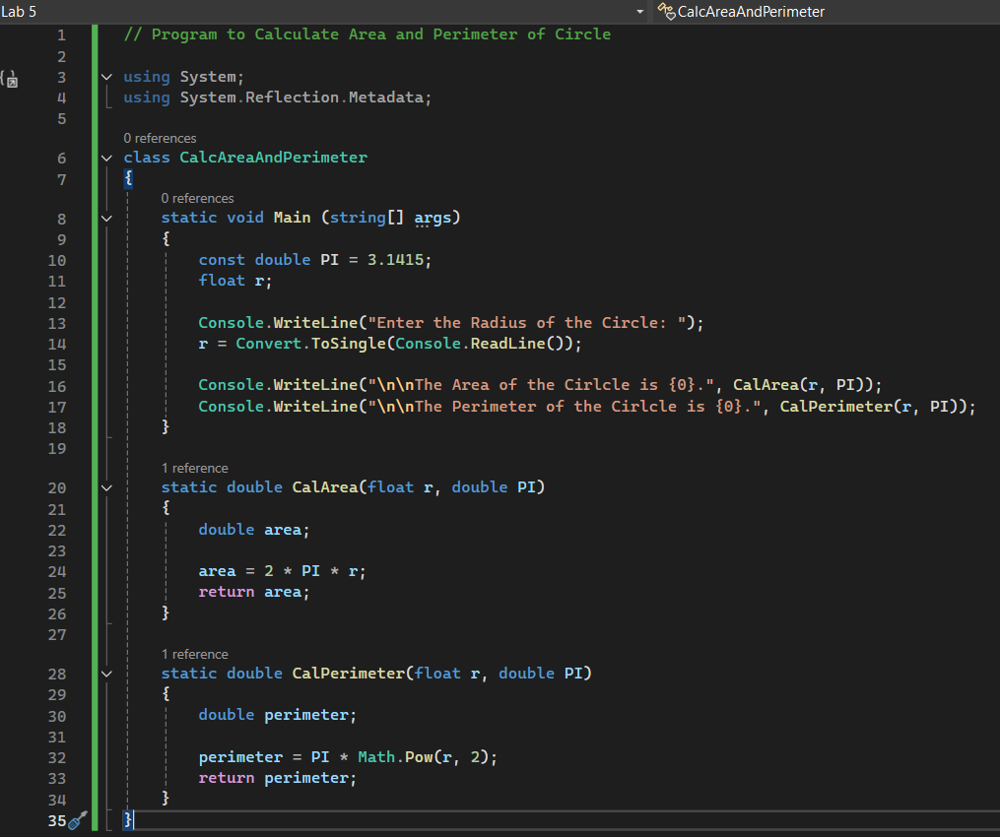 Lab 5 CalcAreaAndPerimeter
1 // Program to Calculate Area and Perimeter of Circle
2
3 using System;
4 using System.Reflection.Metadata;
5
0 references
6 class CalcAreaAndPerimeter
7 {
0 references
8 static void Main (string[] args)
9 {
10 const double PI = 3.1415;
11 float r;
12
13 Console.WriteLine("Enter the Radius of the Circle: ");
14 r = Convert.ToSingle(Console.ReadLine());
15
16 Console.WriteLine("\n\nThe Area of the Cirlcle is {0}.", CalArea(r, PI));
17 Console.WriteLine("\n\nThe Perimeter of the Cirlcle is {0}.", CalPerimeter(r, PI));
18 }
19
1 reference
20 static double CalArea(float r, double PI)
21 {
22 double area;
23
24 area = 2 * PI * r;
25 return area;
26 }
27
1 reference
28 static double CalPerimeter(float r, double PI)
29 {
30 double perimeter;
31
32 perimeter = PI * Math.Pow(r, 2);
33 return perimeter;
34 }
35 }